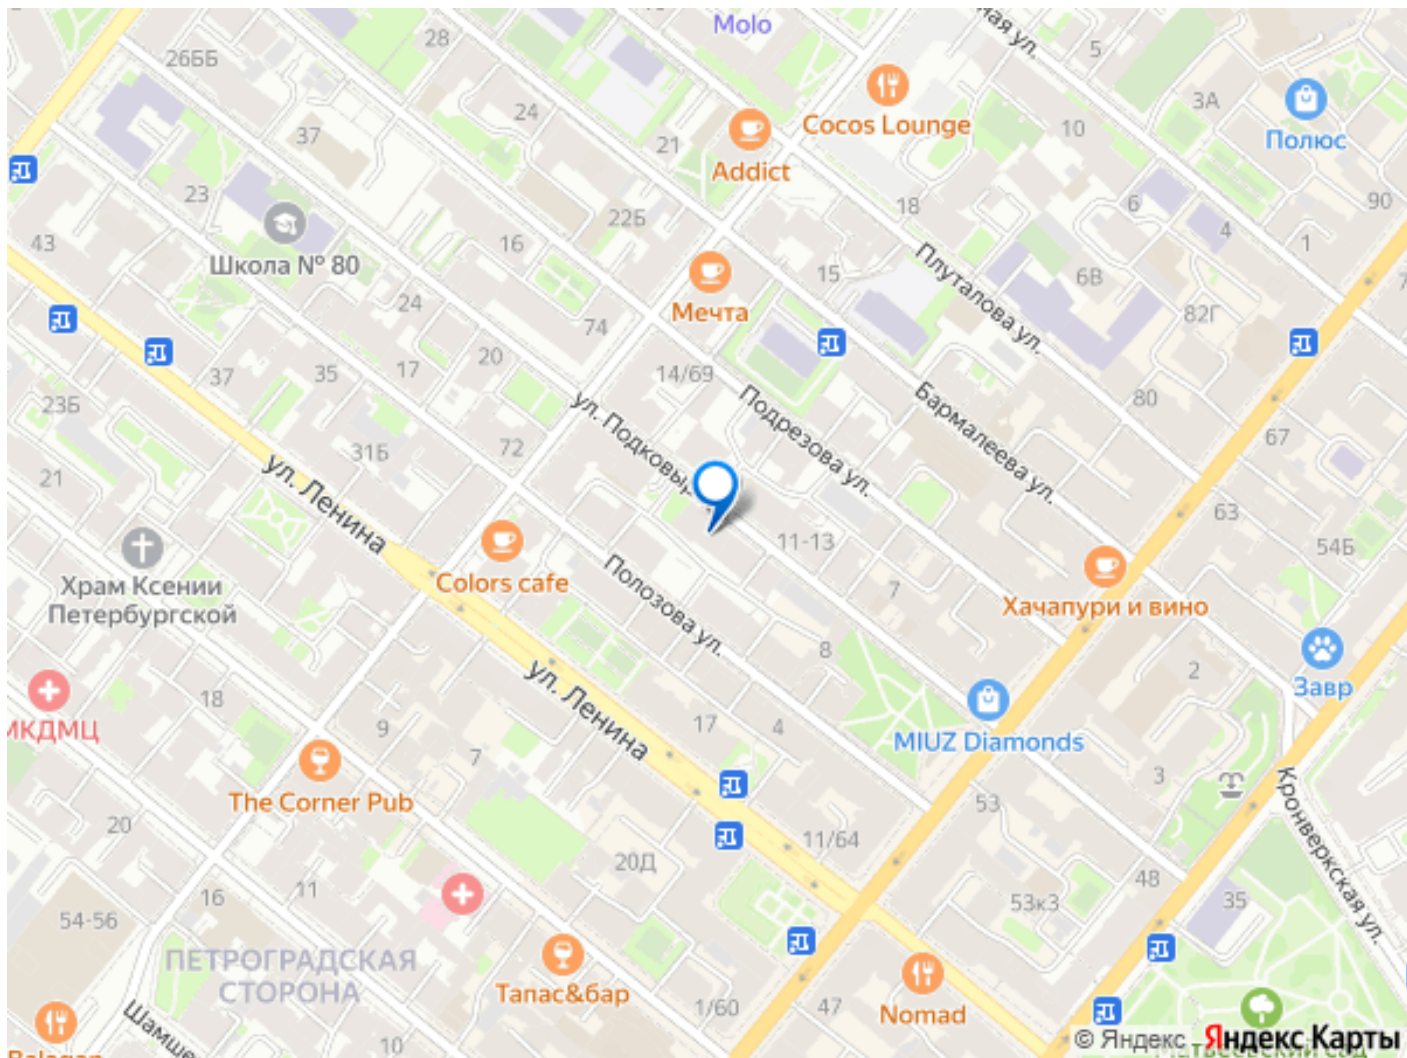 Molo
28
5
26ББ
24
3А
Cocos Lounge
10
37
21
Полюс
Addict
23
22Б
18
6
90
43
16
4
1
Школа № 80
15
6В
Плуталова ул.
24
Мечта
74
82Г
20
17
35
37
14/69
80
23Б
ул. Подковыр
Подрезова ул.
Бармалеева ул.
67
72
31Б
21
ул. Ленина
63
11-13
54Б
Colors cafe
Храм Ксении
Петербургской
Полозова ул.
7
Хачапури и вино
8
2
Завр
18
ул. Ленина
МКДМЦ
9
17
4
MIUZ Diamonds
7
3
The Corner Pub
53
Кронверкская ул.
20
11/64
20Д
48
16
11
53к3
35
54-56
ПЕТРОГРАДСКАЯ
СТОРОНА
Тапас&бар
1/60
47
Nomad
Шамше
10
© Яндекс Яндекс Карты